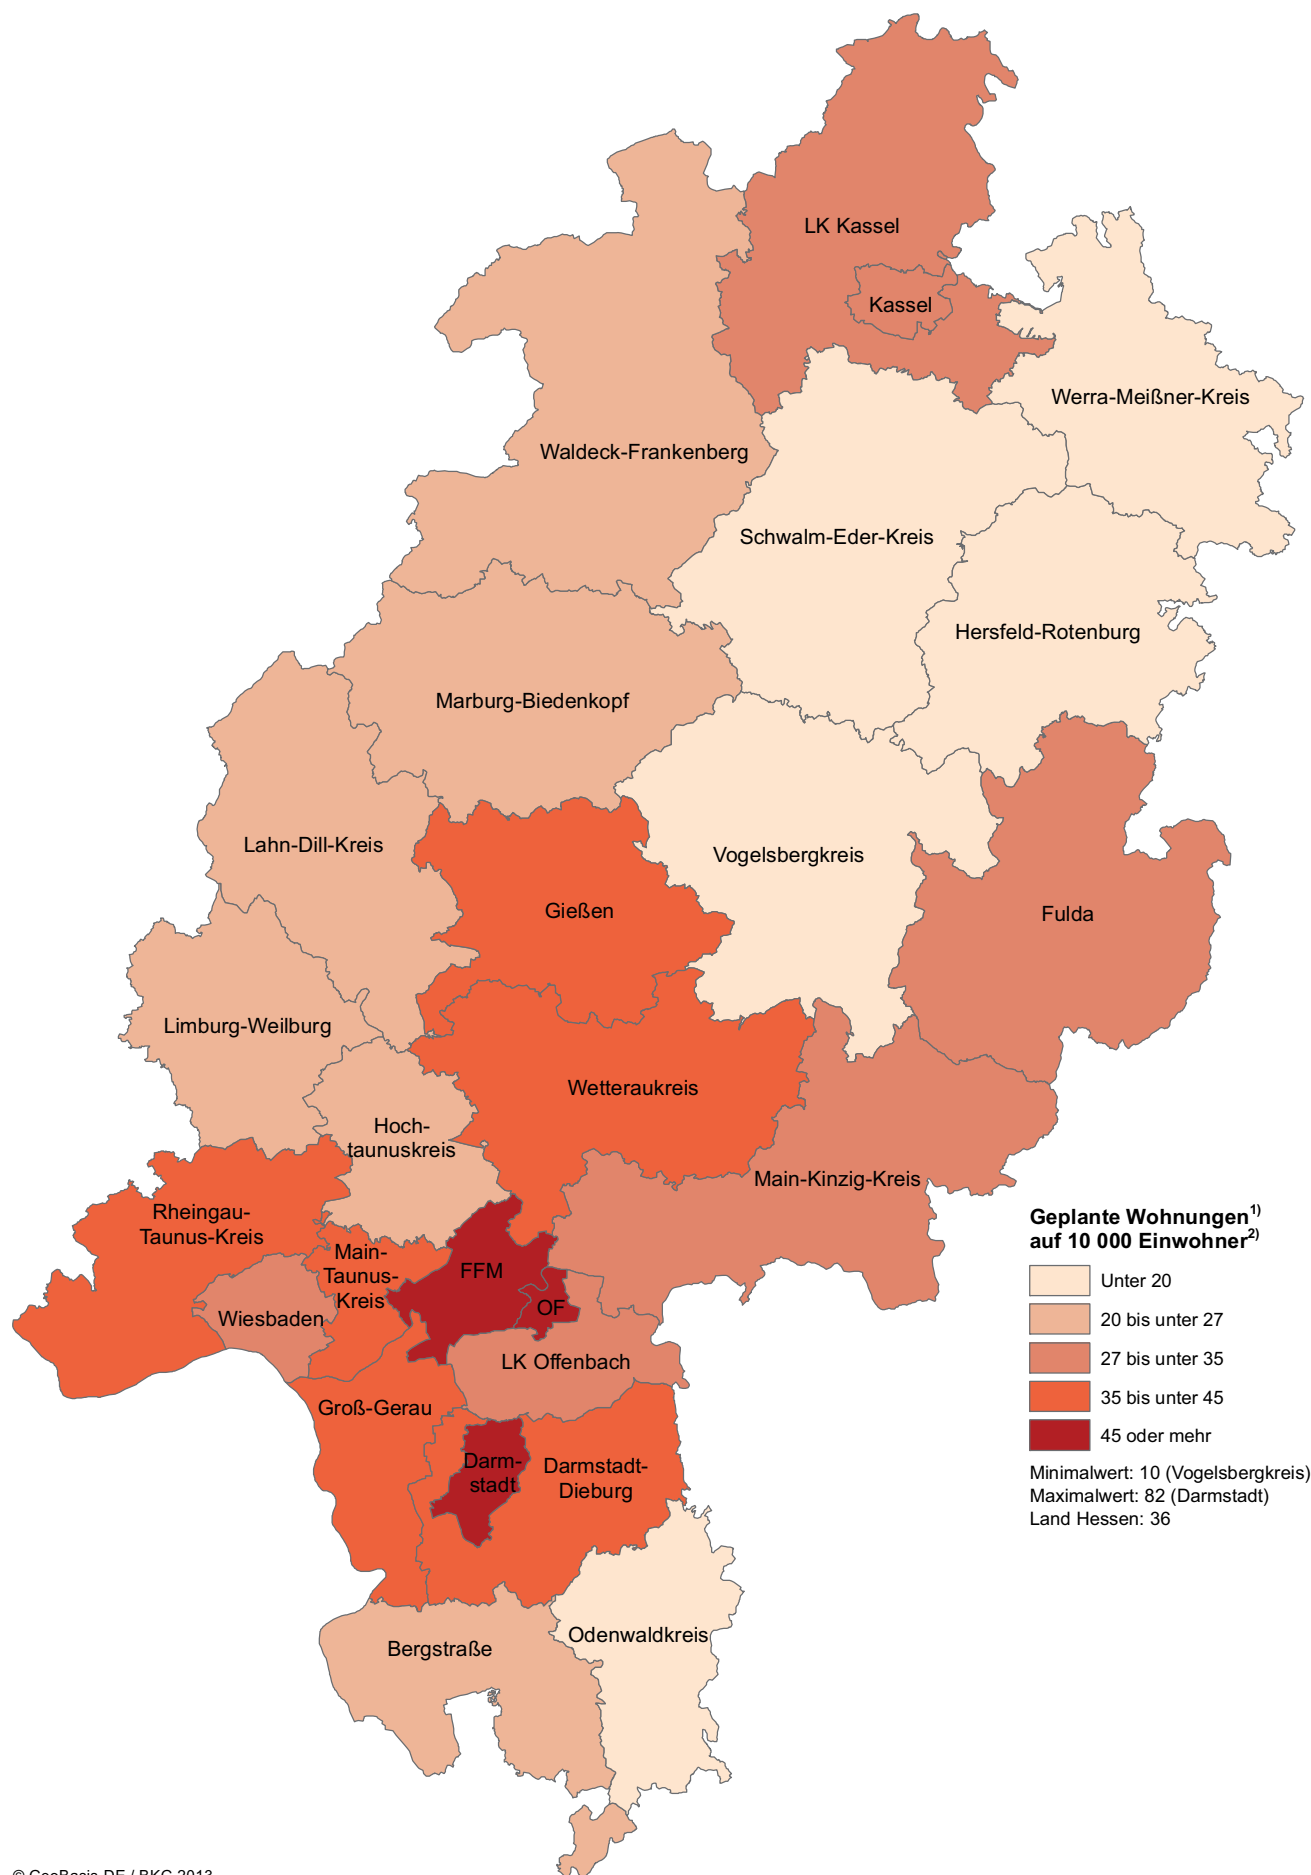 LK Kassel
Kassel
Werra-Meißner-Kreis
Waldeck-Frankenberg
Schwalm-Eder-Kreis
Hersfeld-Rotenburg
Marburg-Biedenkopf
Lahn-Dill-Kreis
Vogelsbergkreis
Gießen
Fulda
Limburg-Weilburg
Wetteraukreis
Hoch-
taunuskreis
Main-Kinzig-Kreis
Rheingau-
Taunus-Kreis
Main-
Taunus-
Kreis
FFM
OF
Wiesbaden
LK Offenbach
Groß-Gerau
Darm-
stadt
Darmstadt-
Dieburg
Odenwaldkreis
Bergstraße
Geplante Wohnungen1)
auf 10 000 Einwohner2)
Unter 20
20 bis unter 27
27 bis unter 35
35 bis unter 45
45 oder mehr
Minimalwert: 10 (Vogelsbergkreis)
Maximalwert: 82 (Darmstadt)
Land Hessen: 36
© GeoBasis-DE / BKG 2013